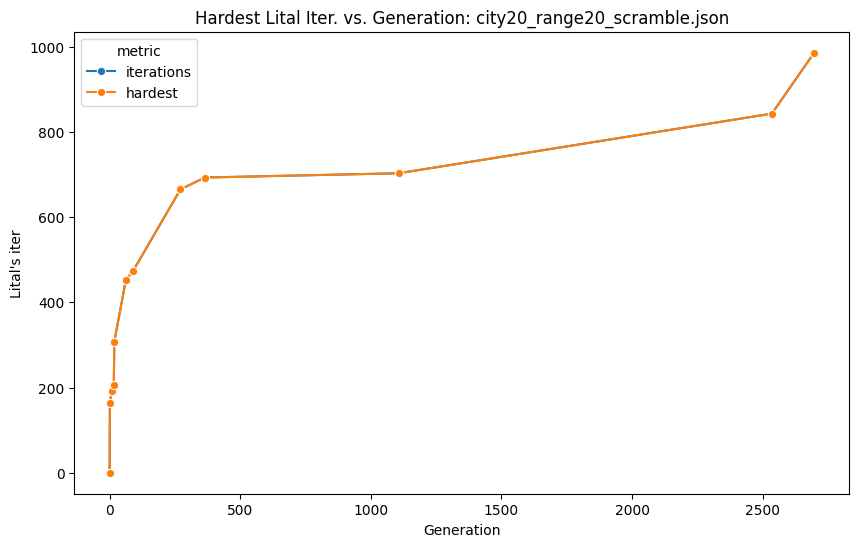 Hardest Lital Iter. vs. Generation: city20_range20_scramble.json
metric
iterations
hardest
1000
800
600
400
200
0
Lital's iter
0 500 1000 1500 2000 2500
Generation